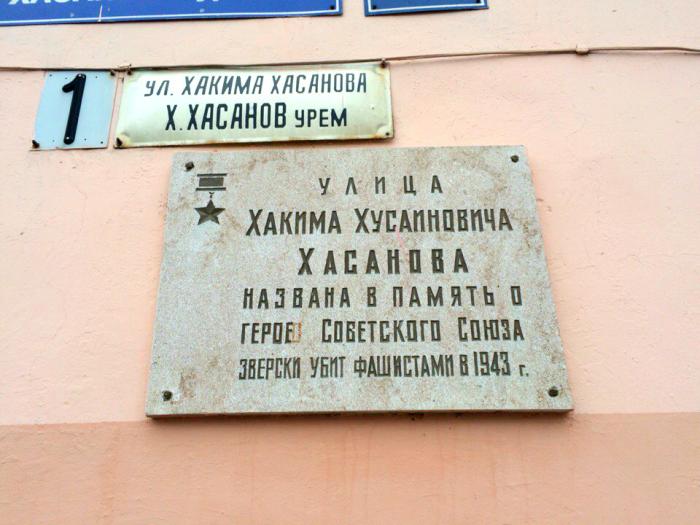 1
УЛ. ХАКИМА ХАСАНОВА
Х. ХАСАНОВ УРЕМ
УЛИЦА
ХАКИМА ХУСАИНОВИЧА
ХАСАНОВА
НАЗВАНА В ПАМЯТЬ О
ГЕРОЕ СОВЕТСКОГО СОЮЗА
ЗВЕРСКИ УБИТ ФАШИСТАМИ В 1943 г.